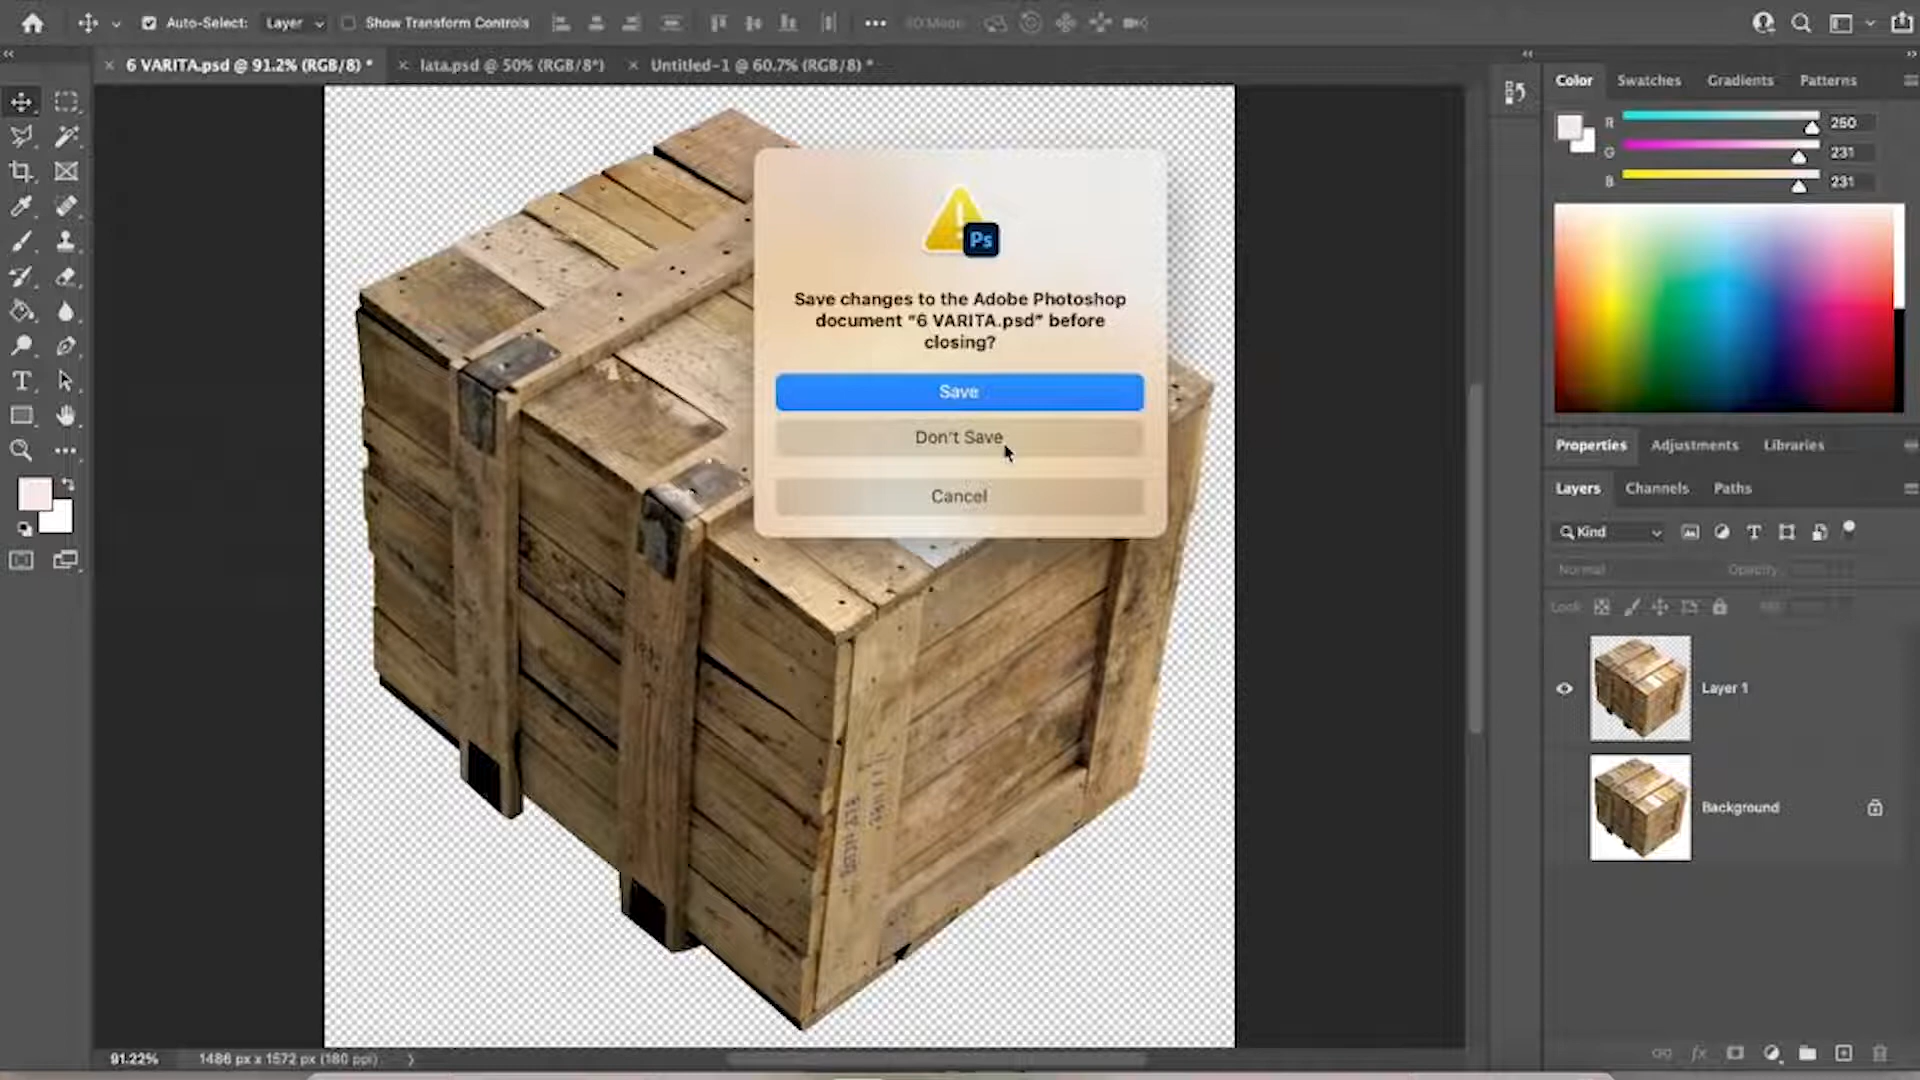 Auto-Select: Layer Show Transform Controls
6 VARITA.psd @ 91.2% (RGB/8) * lata.psd @ 50% (RGB/8*) Untitled-1 @ 60.7% (RGB/8) *
Color Swatches Gradients Patterns
R 250
G 231
B 231
Ps
Save changes to the Adobe Photoshop
document "6 VARITA.psd" before
closing?
Save
Don't Save
Cancel
Properties Adjustments Libraries
Layers Channels Paths
Kind
Normal Opacity:
Lock:
Layer 1
Background
91.22% 1486 px x 1572 px (180 ppi)